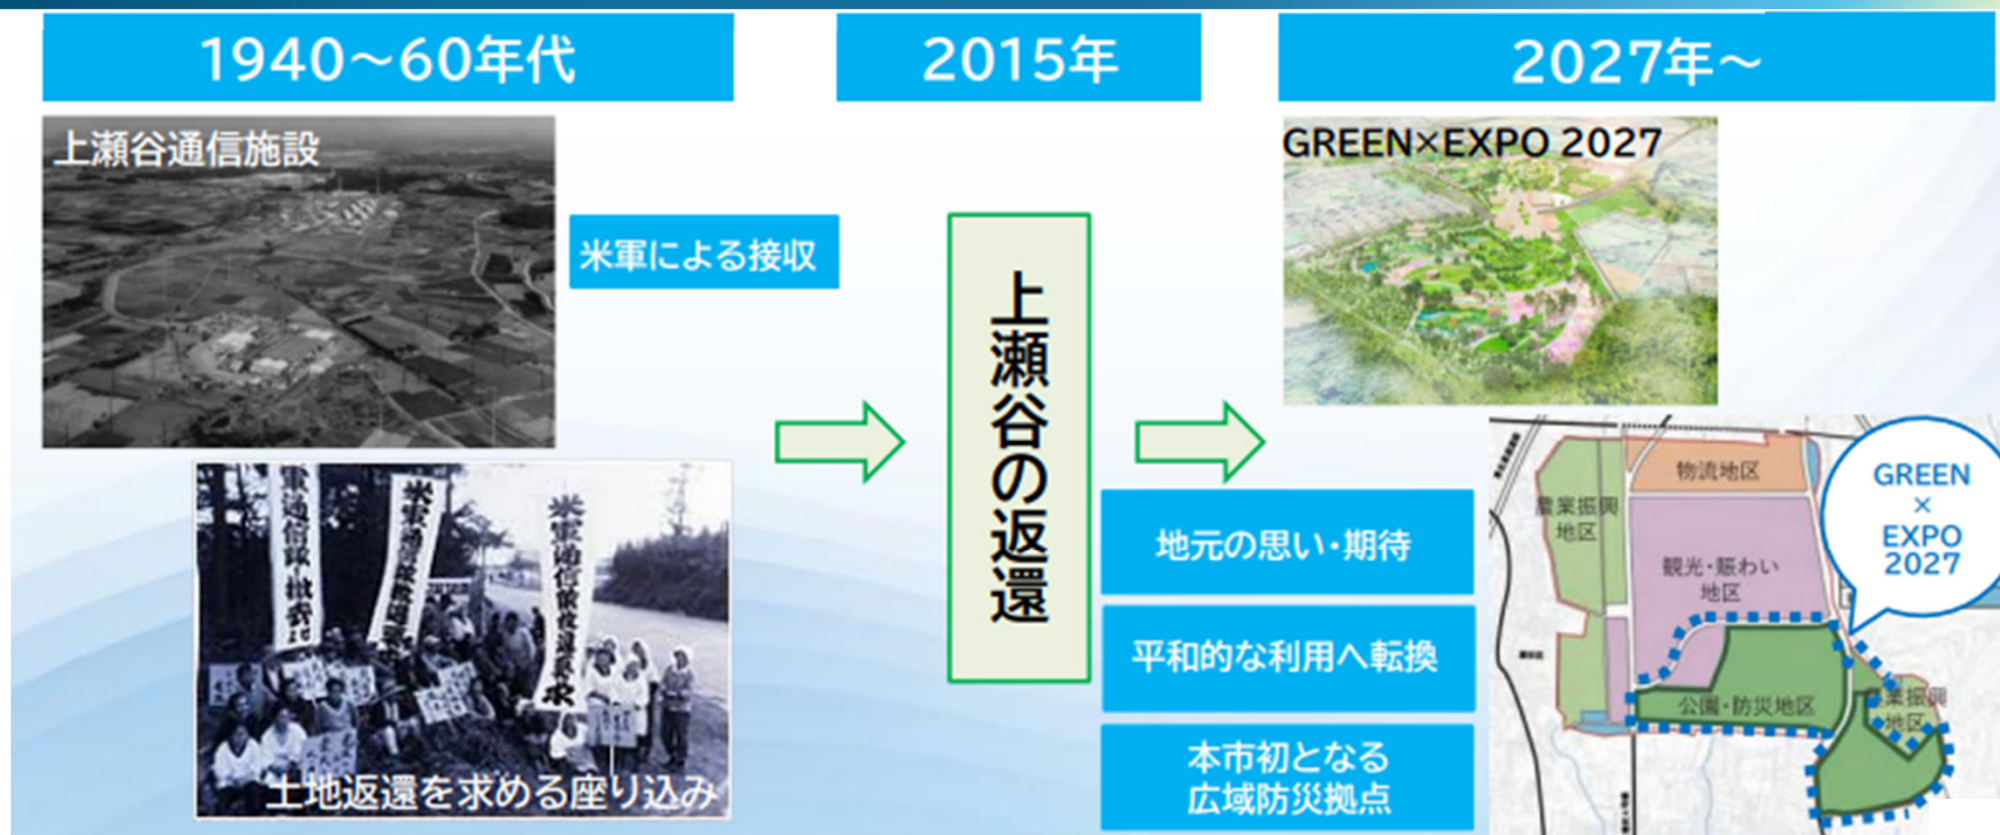 1940～60年代
2015年
2027年～
上瀬谷通信施設
米軍による接収
土地返還を求める座り込み
上瀬谷の返還
地元の思い・期待
平和的な利用へ転換
本市初となる
広域防災拠点
GREEN×EXPO 2027
物流地区
農業振興
地区
観光・賑わい
地区
公園・防災地区
農業振興
地区
GREEN
×
EXPO
2027